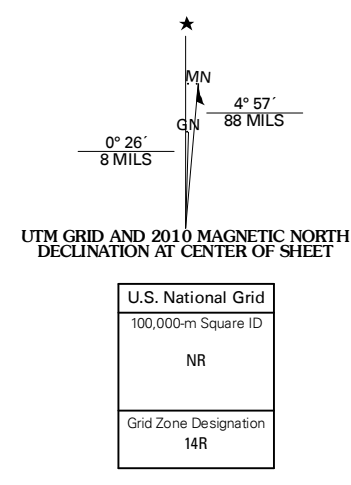 ★
MN
4° 57´
88 MILS
GN
0° 26´
8 MILS
UTM GRID AND 2010 MAGNETIC NORTH
DECLINATION AT CENTER OF SHEET
U.S. National Grid
100,000-m Square ID
NR
Grid Zone Designation
14R